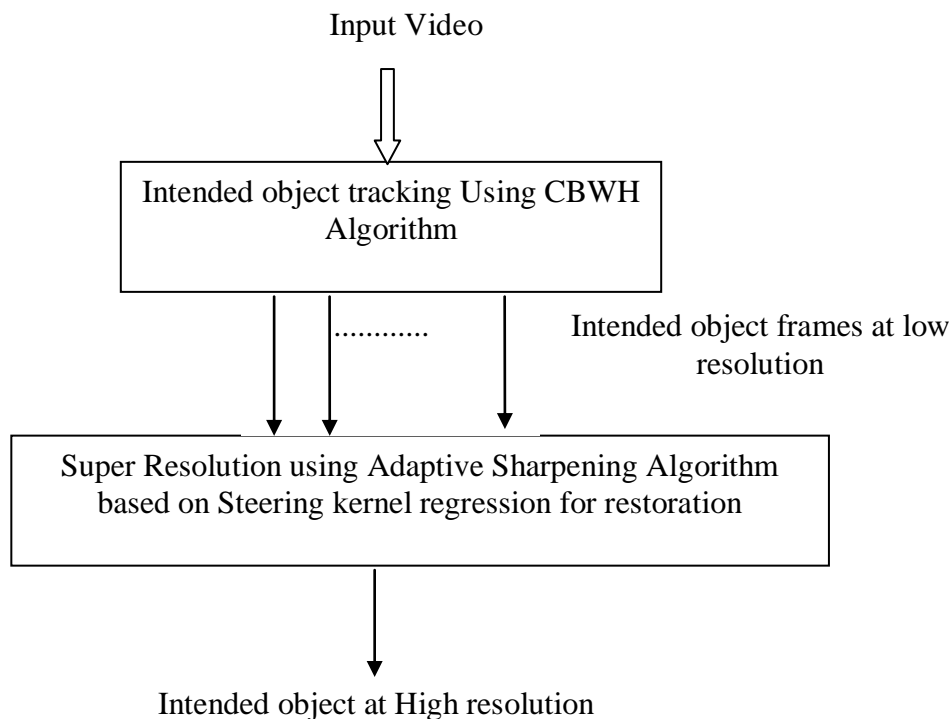 Input Video
Intended object tracking Using CBWH
Algorithm
............
Intended object frames at low
resolution
Super Resolution using Adaptive Sharpening Algorithm
based on Steering kernel regression for restoration
Intended object at High resolution